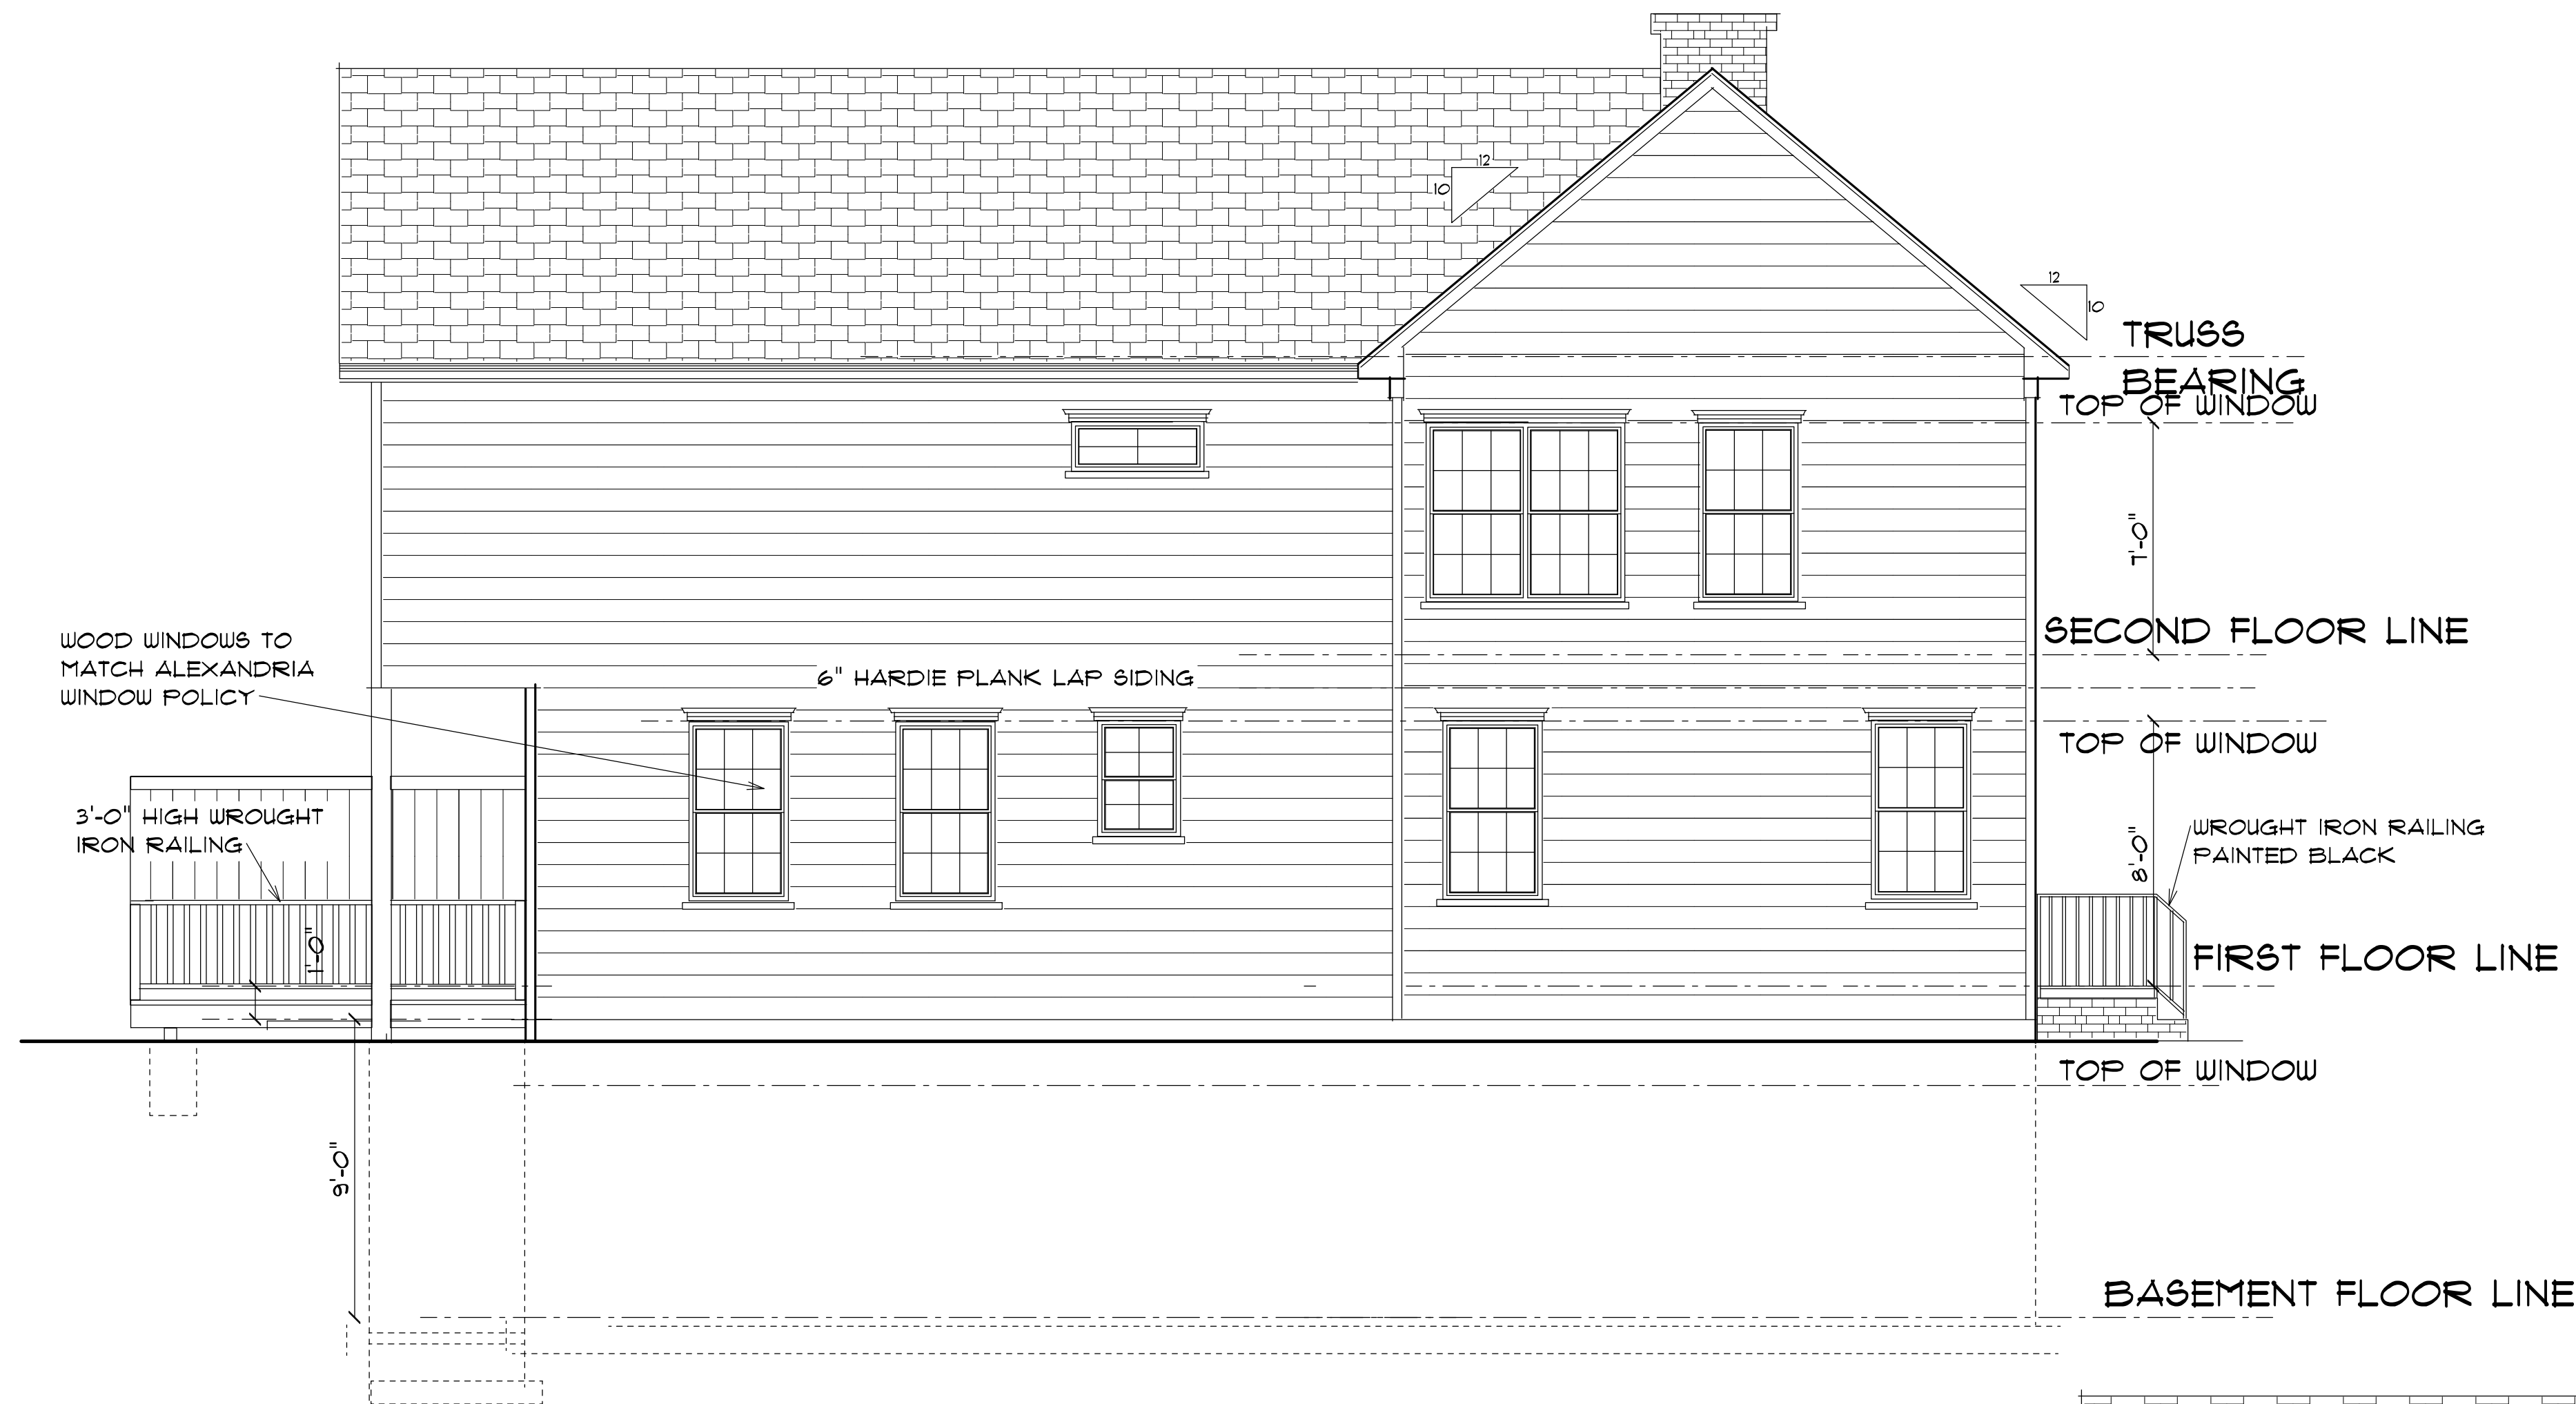 12
10
12
10
TRUSS
BEARING
TOP OF WINDOW
7'-0"
SECOND FLOOR LINE
WOOD WINDOWS TO
MATCH ALEXANDRIA
WINDOW POLICY
6" HARDIE PLANK LAP SIDING
TOP OF WINDOW
3'-0" HIGH WROUGHT
IRON RAILING
8'-0"
WROUGHT IRON RAILING
PAINTED BLACK
1'-0"
FIRST FLOOR LINE
TOP OF WINDOW
9'-0"
BASEMENT FLOOR LINE